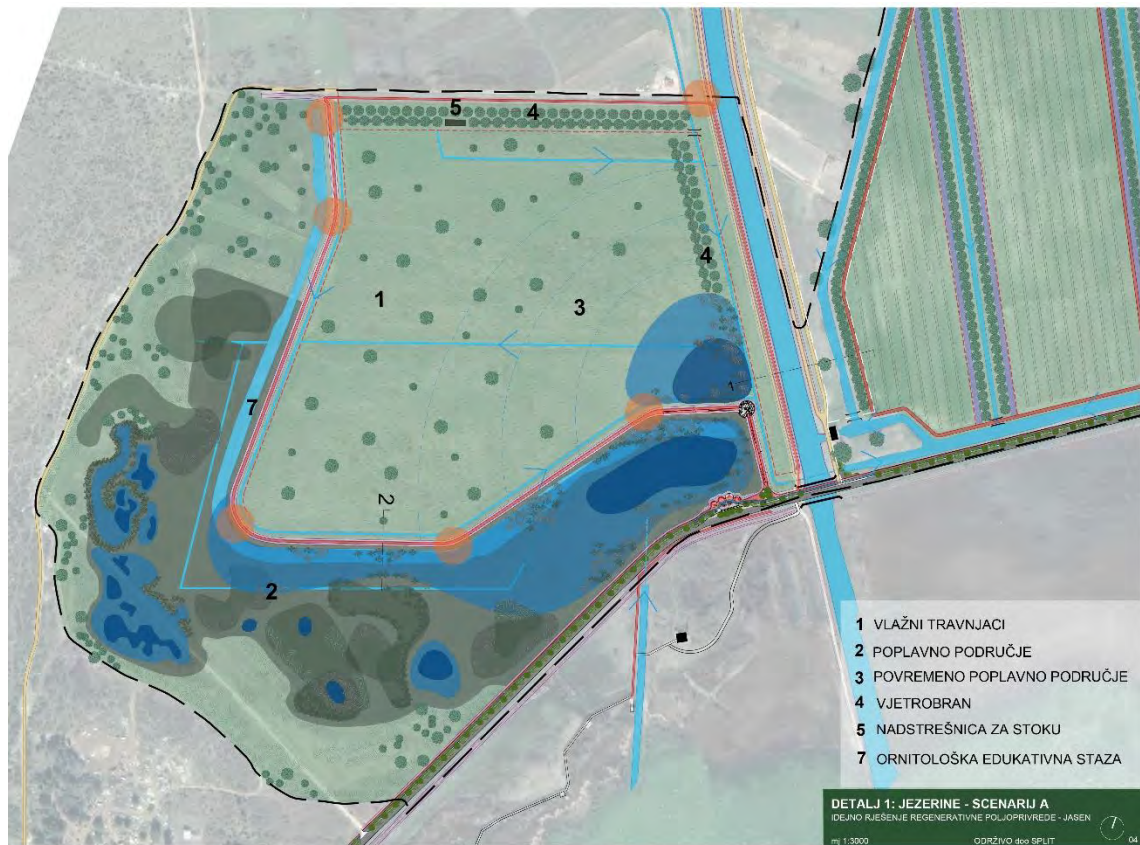 5
4
1
3
4
7
1
2
2
1 VLAŽNI TRAVNJACI
2 POPLAVNO PODRUČJE
3 POVREMENO POPLAVNO PODRUČJE
4 VJETROBRAN
5 NADSTREŠNICA ZA STOKU
7 ORNITOLOŠKA EDUKATIVNA STAZA
DETALJ 1: JEZERINE - SCENARIJ A
IDEJNO RJEŠENJE REGENERATIVNE POLJOPRIVREDE - JASEN
mj 1:3000 ODRŽIVO doo SPLIT 04